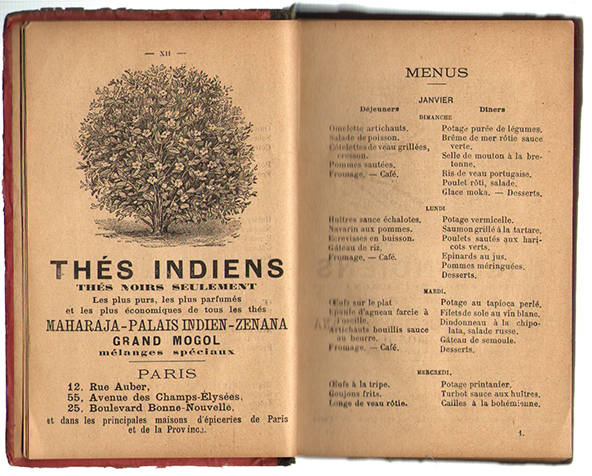 — XII —
THÉS INDIENS
THÉS NOIRS SEULEMENT
Les plus purs, les plus parfumés
et les plus économiques de tous les thés
MAHARAJA-PALAIS INDIEN-ZENANA
GRAND MOGOL
mélanges spéciaux
PARIS
12, Rue Auber,
55, Avenue des Champs-Élysées,
25, Boulevard Bonne-Nouvelle,
et dans les principales maisons d'épiceries de Paris
et de la Province.
MENUS
JANVIER
Déjeuners
Dîners
DIMANCHE
Omelette artichauts.
Salade de poisson.
Côtelettes de veau grillées,
cresson.
Pommes sautées.
Fromage. — Café.
Potage purée de légumes.
Brême de mer rôtie sauce
verte.
Selle de mouton à la bre-
tonne.
Ris de veau portugaise.
Poulet rôti, salade.
Glace moka. — Desserts.
LUNDI
Huîtres sauce échalotes.
Navarin aux pommes.
Ecrevisses en buisson.
Gâteau de riz.
Fromage. — Café.
Potage vermicelle.
Saumon grillé à la tartare.
Poulets sautés aux hari-
cots verts.
Epinards au jus.
Pommes meringuées.
Desserts.
MARDI.
Œufs sur le plat
Epaule d'agneau farcie à
l'oseille.
Artichauts bouillis sauce
au beurre.
Fromage. — Café.
Potage au tapioca perlé.
Filets de sole au vin blanc.
Dindonneau à la chipo-
lata, salade russe.
Gâteau de semoule.
Desserts.
MERCREDI.
Œufs à la tripe.
Goujons frits.
Longe de veau rôtie.
Potage printanier.
Turbot sauce aux huîtres.
Cailles à la bohémienne.
1.